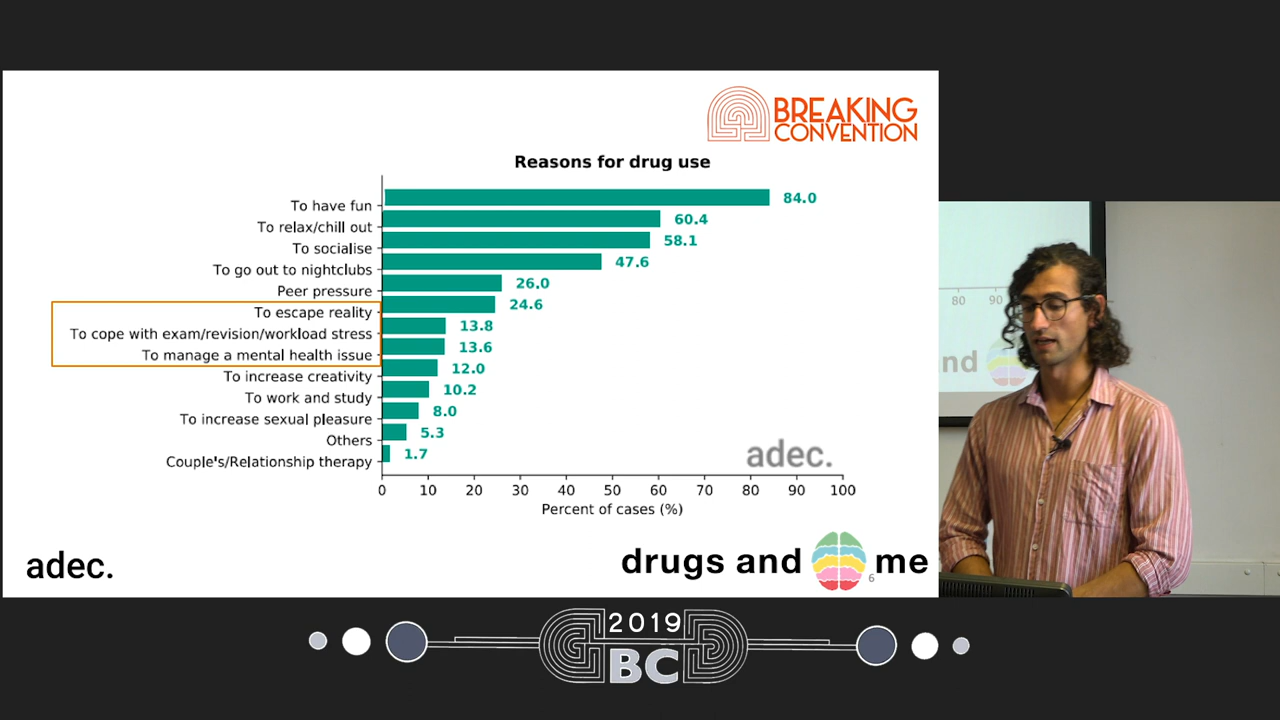 BREAKING
CONVENTION
Reasons for drug use
To have fun 84.0
To relax/chill out 60.4
To socialise 58.1
To go out to nightclubs 47.6
Peer pressure 26.0
To escape reality 24.6
To cope with exam/revision/workload stress 13.8
To manage a mental health issue 13.6
To increase creativity 12.0
To work and study 10.2
To increase sexual pleasure 8.0
Others 5.3
Couple's/Relationship therapy 1.7
adec.
0 10 20 30 40 50 60 70 80 90 100
Percent of cases (%)
adec.
drugs and me
6
80 90
nd
2019
BC